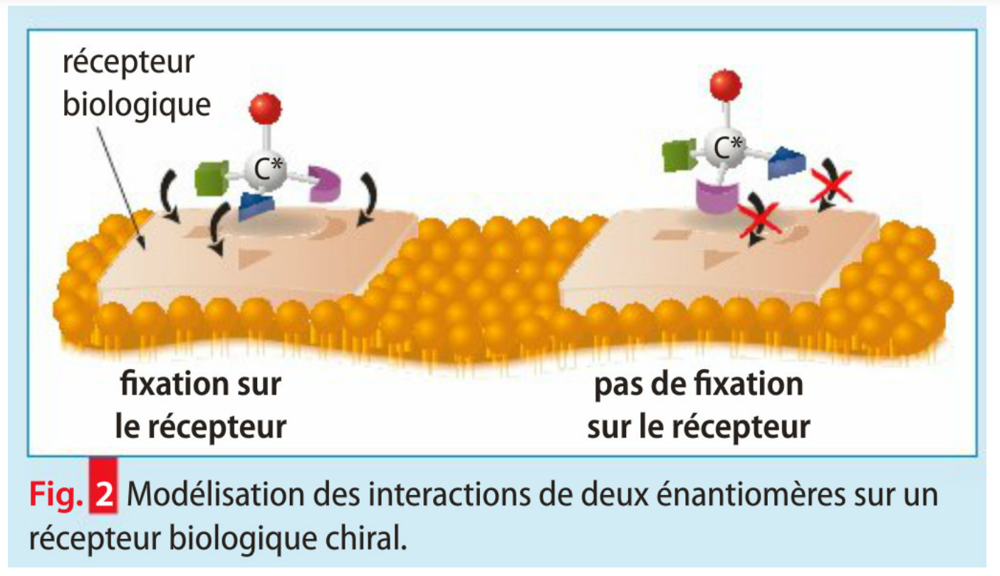 récepteur
biologique
C*
C*
fixation sur
le récepteur
pas de fixation
sur le récepteur
Fig. 2 Modélisation des interactions de deux énantiomères sur un
récepteur biologique chiral.